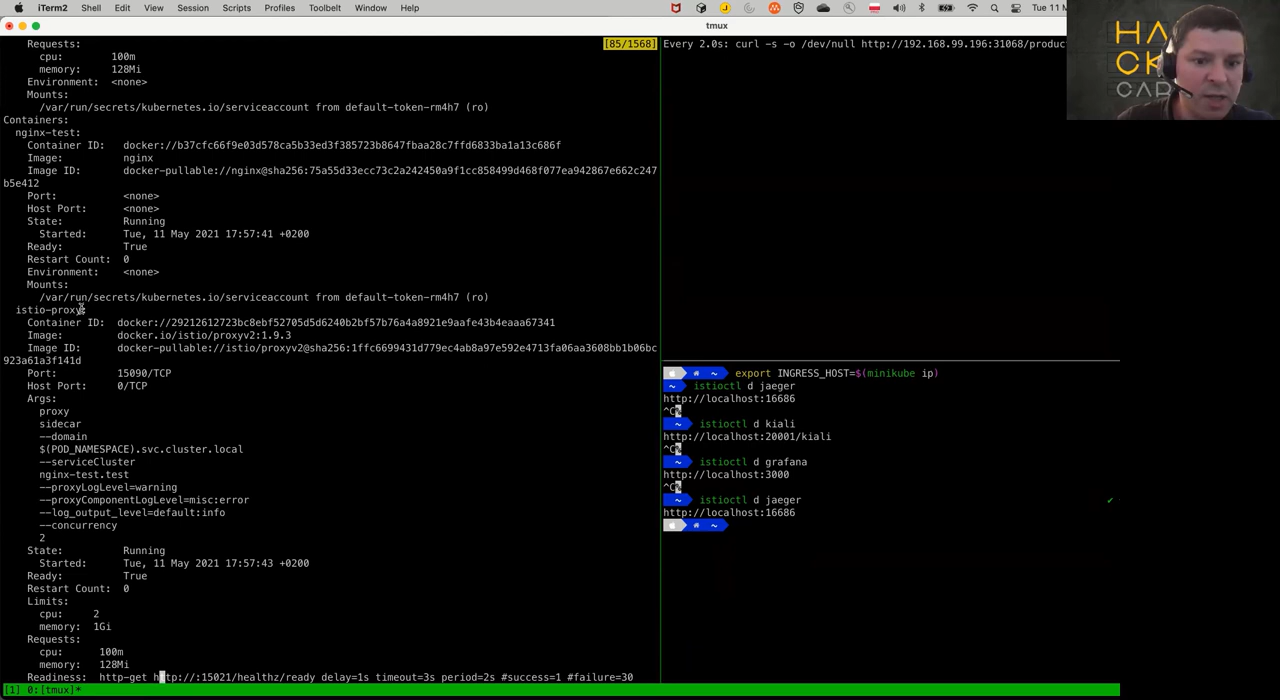 iTerm2 Shell Edit View Session Scripts Profiles Toolbelt Window Help
Tue 11 M
tmux
[85/1568]
Requests:
cpu: 100m
memory: 128Mi
Environment: <none>
Mounts:
/var/run/secrets/kubernetes.io/serviceaccount from default-token-rm4h7 (ro)
Containers:
nginx-test:
Container ID: docker://b37cfc66f9e03d578ca5b33ed3f385723b8647fbaa28c7ffd6833ba1a13c686f
Image: nginx
Image ID: docker-pullable://nginx@sha256:75a55d33ecc73c2a242450a9f1cc858499d468f077ea942867e662c247
b5e412
Port: <none>
Host Port: <none>
State: Running
Started: Tue, 11 May 2021 17:57:41 +0200
Ready: True
Restart Count: 0
Environment: <none>
Mounts:
/var/run/secrets/kubernetes.io/serviceaccount from default-token-rm4h7 (ro)
istio-proxy:
Container ID: docker://29212612723bc8ebf52705d5d6240b2bf57b76a4a8921e9aafe43b4eaaa67341
Image: docker.io/istio/proxyv2:1.9.3
Image ID: docker-pullable://istio/proxyv2@sha256:1ffc6699431d779ec4ab8a97e592e4713fa06aa3608bb1b06bc
923a61a3f141d
Port: 15090/TCP
Host Port: 0/TCP
Args:
proxy
sidecar
--domain
$(POD_NAMESPACE).svc.cluster.local
--serviceCluster
nginx-test.test
--proxyLogLevel=warning
--proxyComponentLogLevel=misc:error
--log_output_level=default:info
--concurrency
2
State: Running
Started: Tue, 11 May 2021 17:57:43 +0200
Ready: True
Restart Count: 0
Limits:
cpu: 2
memory: 1Gi
Requests:
cpu: 100m
memory: 128Mi
Readiness: http-get http://:15021/healthz/ready delay=1s timeout=3s period=2s #success=1 #failure=30
[1] 0:[tmux]*
Every 2.0s: curl -s -o /dev/null http://192.168.99.196:31068/produc
~ export INGRESS_HOST=$(minikube ip)
~ istioctl d jaeger
http://localhost:16686
^C%
~ istioctl d kiali
http://localhost:20001/kiali
^C%
~ istioctl d grafana
http://localhost:3000
^C%
~ istioctl d jaeger ✔
http://localhost:16686
~
HA
CK
CAR